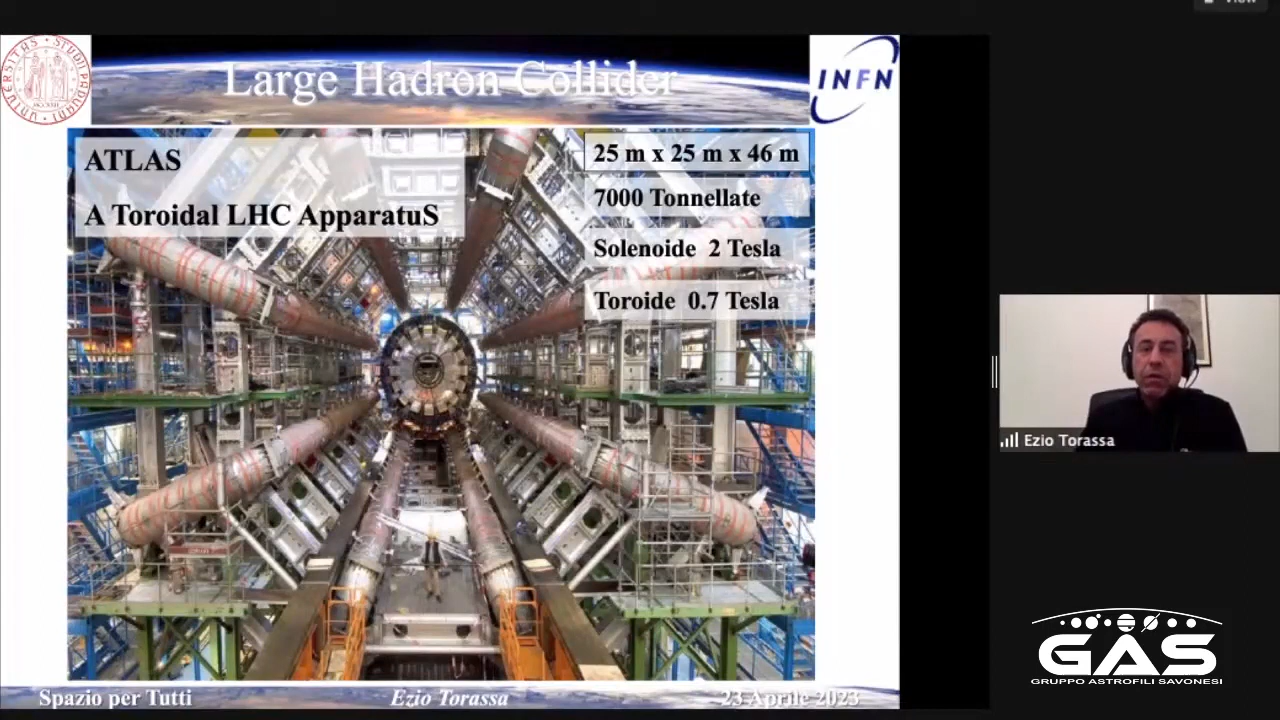 View
Large Hadron Collider
INFN
ATLAS
A Toroidal LHC ApparatuS
25 m x 25 m x 46 m
7000 Tonnellate
Solenoide 2 Tesla
Toroide 0.7 Tesla
Ezio Torassa
GAS
GRUPPO ASTROFILI SAVONESI
Spazio per Tutti
Ezio Torassa
23 Aprile 2023